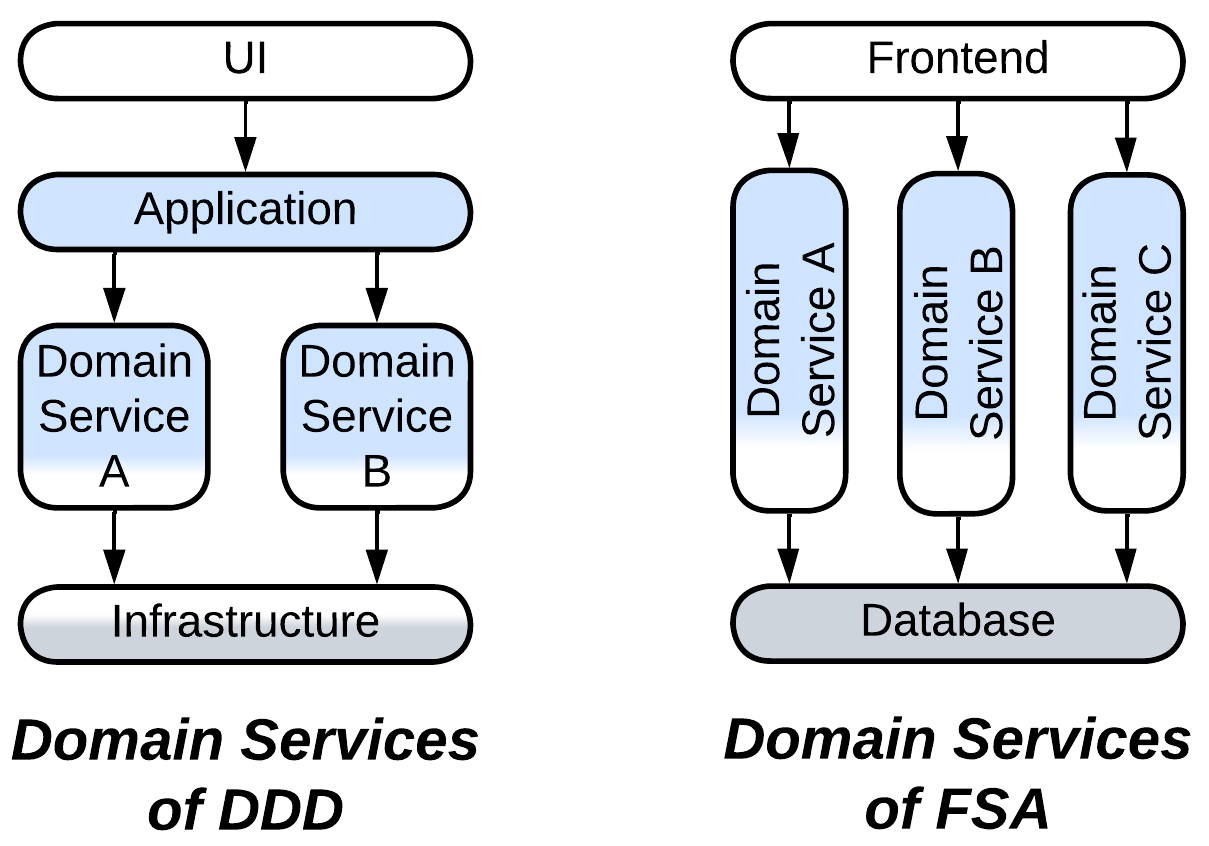 UI
Application
Domain
Service
A
Domain
Service
B
Infrastructure
Domain Services
of DDD
Frontend
Domain
Service A
Domain
Service B
Domain
Service C
Database
Domain Services
of FSA